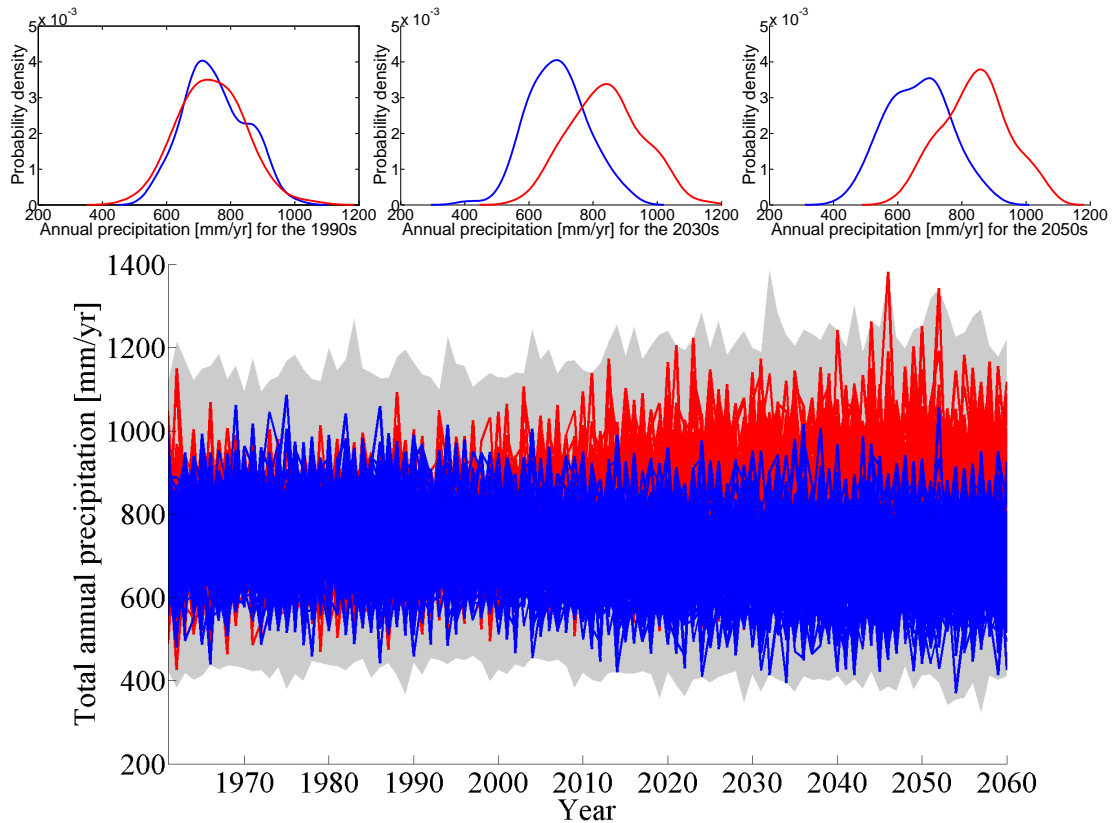 5 x 10-3
5 x 10-3
5 x 10-3
4
4
4
3
3
3
2
2
2
1
1
1
0
0
0
Probability density
Probability density
Probability density
200 400 600 800 1000 1200
200 400 600 800 1000 1200
200 400 600 800 1000 1200
Annual precipitation [mm/yr] for the 1990s
Annual precipitation [mm/yr] for the 2030s
Annual precipitation [mm/yr] for the 2050s
1400
1200
1000
800
600
400
200
Total annual precipitation [mm/yr]
1970 1980 1990 2000 2010 2020 2030 2040 2050 2060
Year